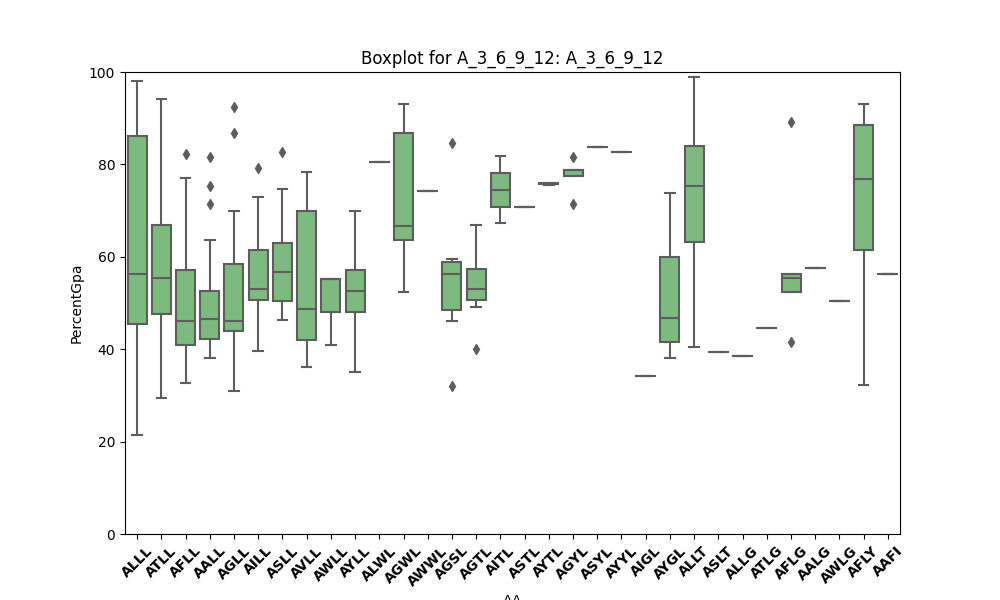 Boxplot for A_3_6_9_12: A_3_6_9_12
PercentGpa
100
80
60
40
20
0
ALLL
ATLL
AFLL
AALL
AGLL
AILL
ASLL
AVLL
AWLL
AYLL
ALWL
AGWL
AWWL
AGSL
AGTL
AITL
ASTL
AYTL
AGYL
ASYL
AYYL
AIGL
AYGL
ALLT
ASLT
ALLG
ATLG
AFLG
AALG
AWLG
AFLY
AAFI
AA